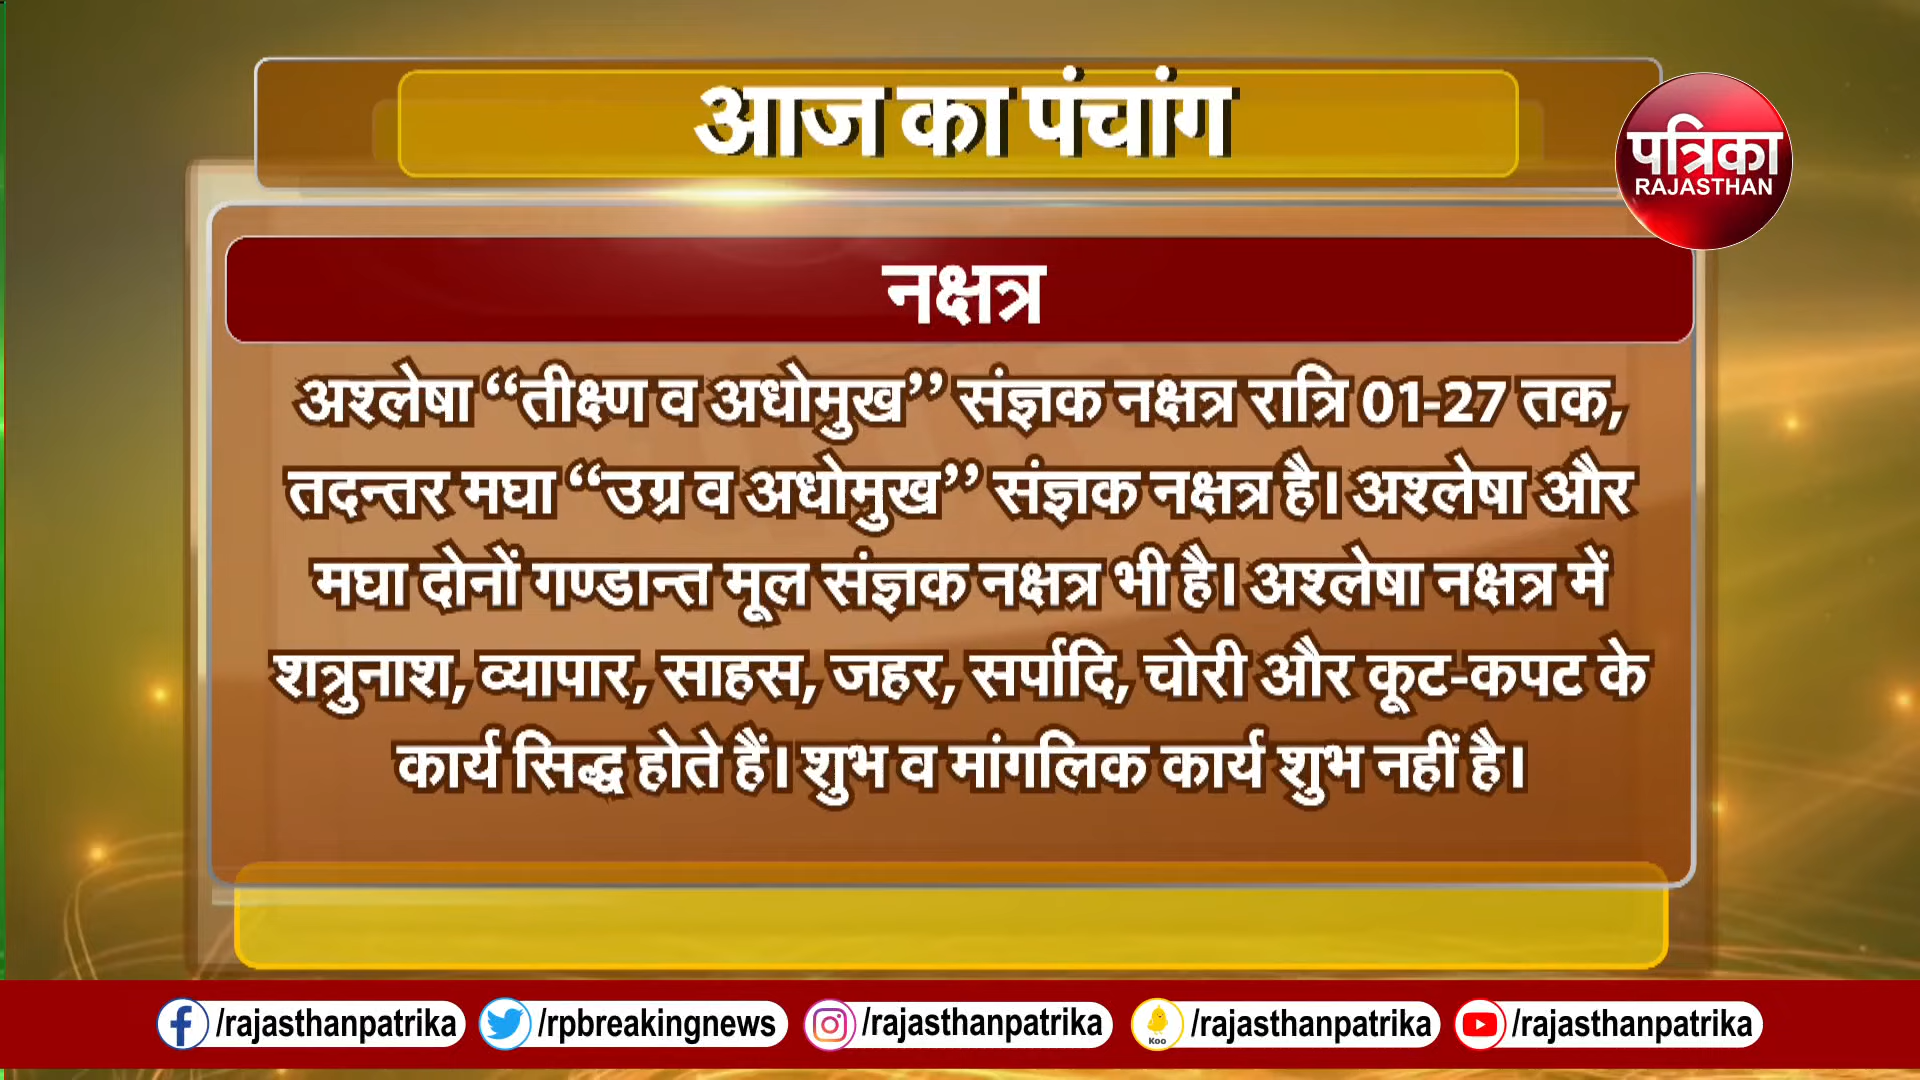 आज का पंचांग
पत्रिका
RAJASTHAN
नक्षत्र
अश्लेषा “तीक्ष्ण व अधोमुख” संज्ञक नक्षत्र रात्रि 01-27 तक,
तदन्तर मघा “उग्र व अधोमुख” संज्ञक नक्षत्र है। अश्लेषा और
मघा दोनों गण्डान्त मूल संज्ञक नक्षत्र भी है। अश्लेषा नक्षत्र में
शत्रुनाश, व्यापार, साहस, जहर, सर्पादि, चोरी और कूट-कपट के
कार्य सिद्ध होते हैं। शुभ व मांगलिक कार्य शुभ नहीं है।
/rajasthanpatrika /rpbreakingnews /rajasthanpatrika Koo /rajasthanpatrika /rajasthanpatrika